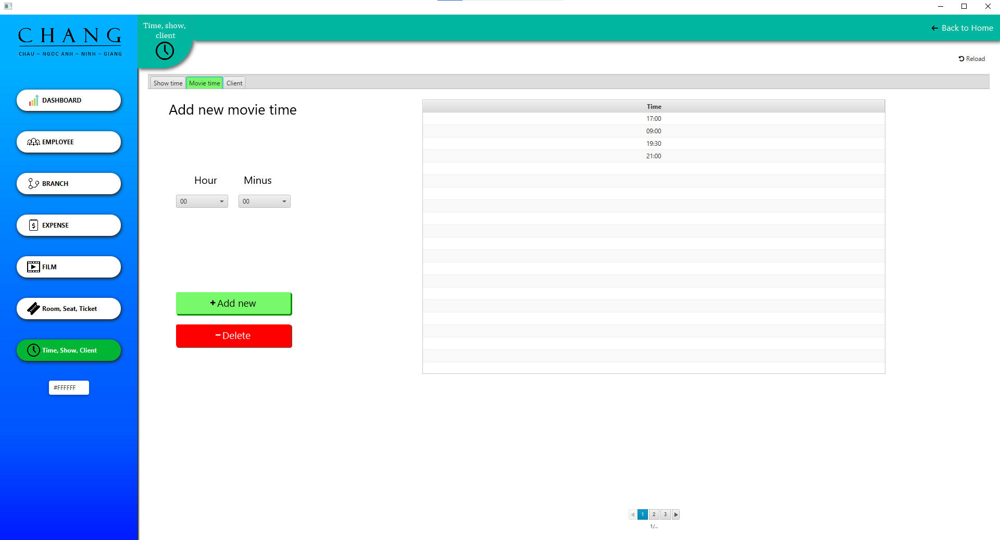 CHANG
CHAU – NGOC ANH – NINH – GIANG
DASHBOARD
EMPLOYEE
BRANCH
EXPENSE
FILM
Room, Seat, Ticket
Time, Show, Client
#FFFFFF
Time, show,
client
← Back to Home
Reload
Show time Movie time Client
Add new movie time
Hour Minus
00 00
+ Add new
− Delete
Time
17:00
09:00
19:30
21:00
1 2 3
1/...